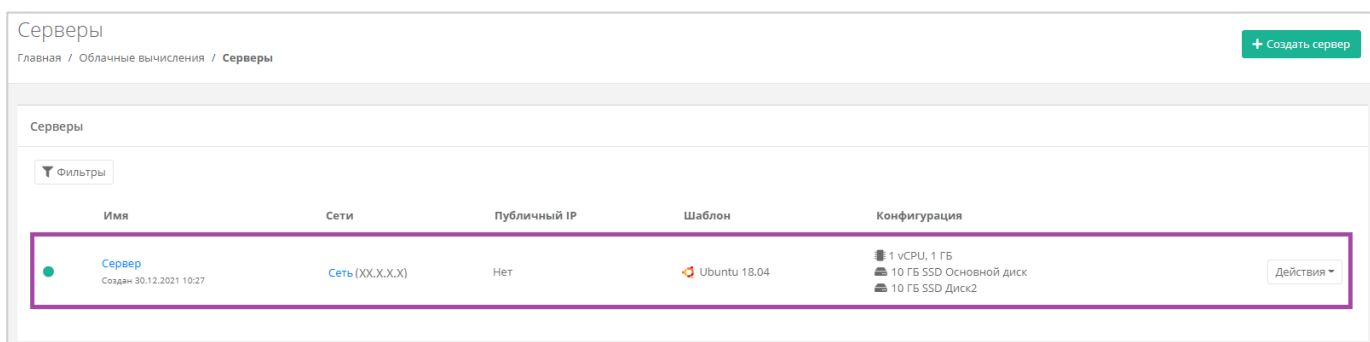 Серверы
+ Создать сервер
Главная / Облачные вычисления / Серверы
Серверы
Фильтры
Имя Сети Публичный IP Шаблон Конфигурация
Сервер Сеть (XX.X.X.X) Нет Ubuntu 18.04 1 vCPU, 1 ГБ Действия
Создан 30.12.2021 10:27 10 ГБ SSD Основной диск
10 ГБ SSD Диск2